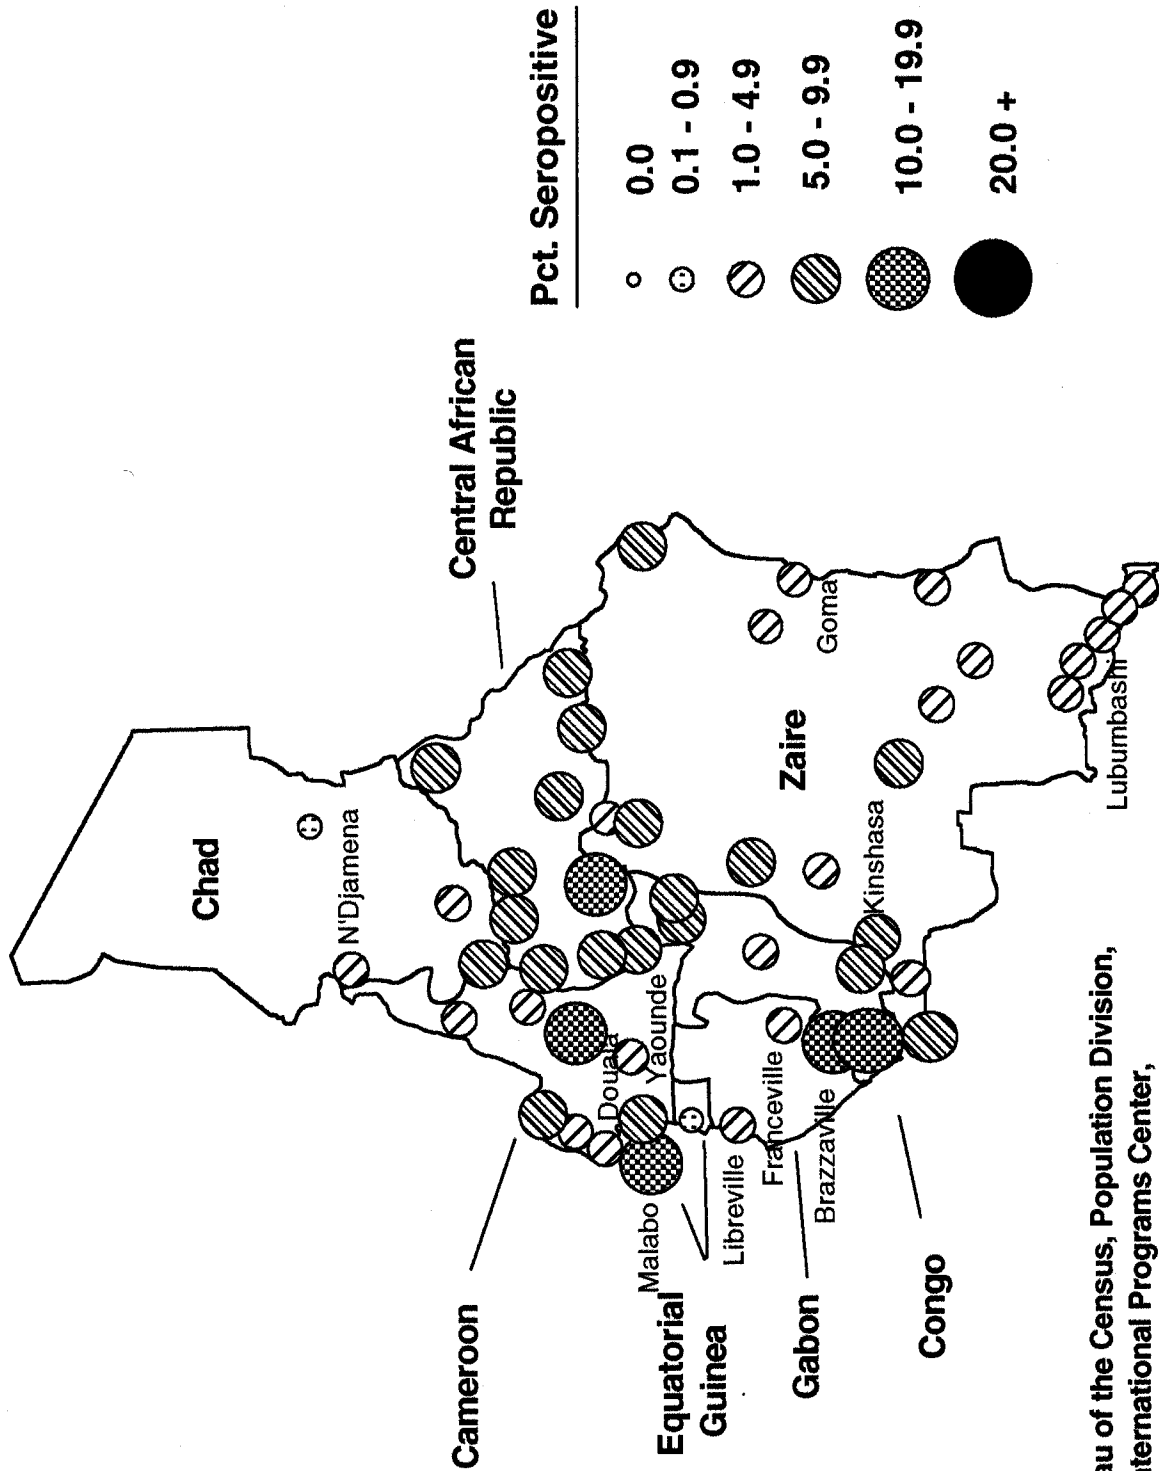 Pct. Seropositive
0.0
0.1 - 0.9
1.0 - 4.9
5.0 - 9.9
10.0 - 19.9
20.0 +
Central African
Republic
Chad
N'Djamena
Cameroon
Douala
Yaounde
Malabo
Equatorial
Guinea
Libreville
Franceville
Gabon
Brazzaville
Congo
Kinshasa
Zaire
Goma
Lubumbashi
of the Census, Population Division,
Programs Center,